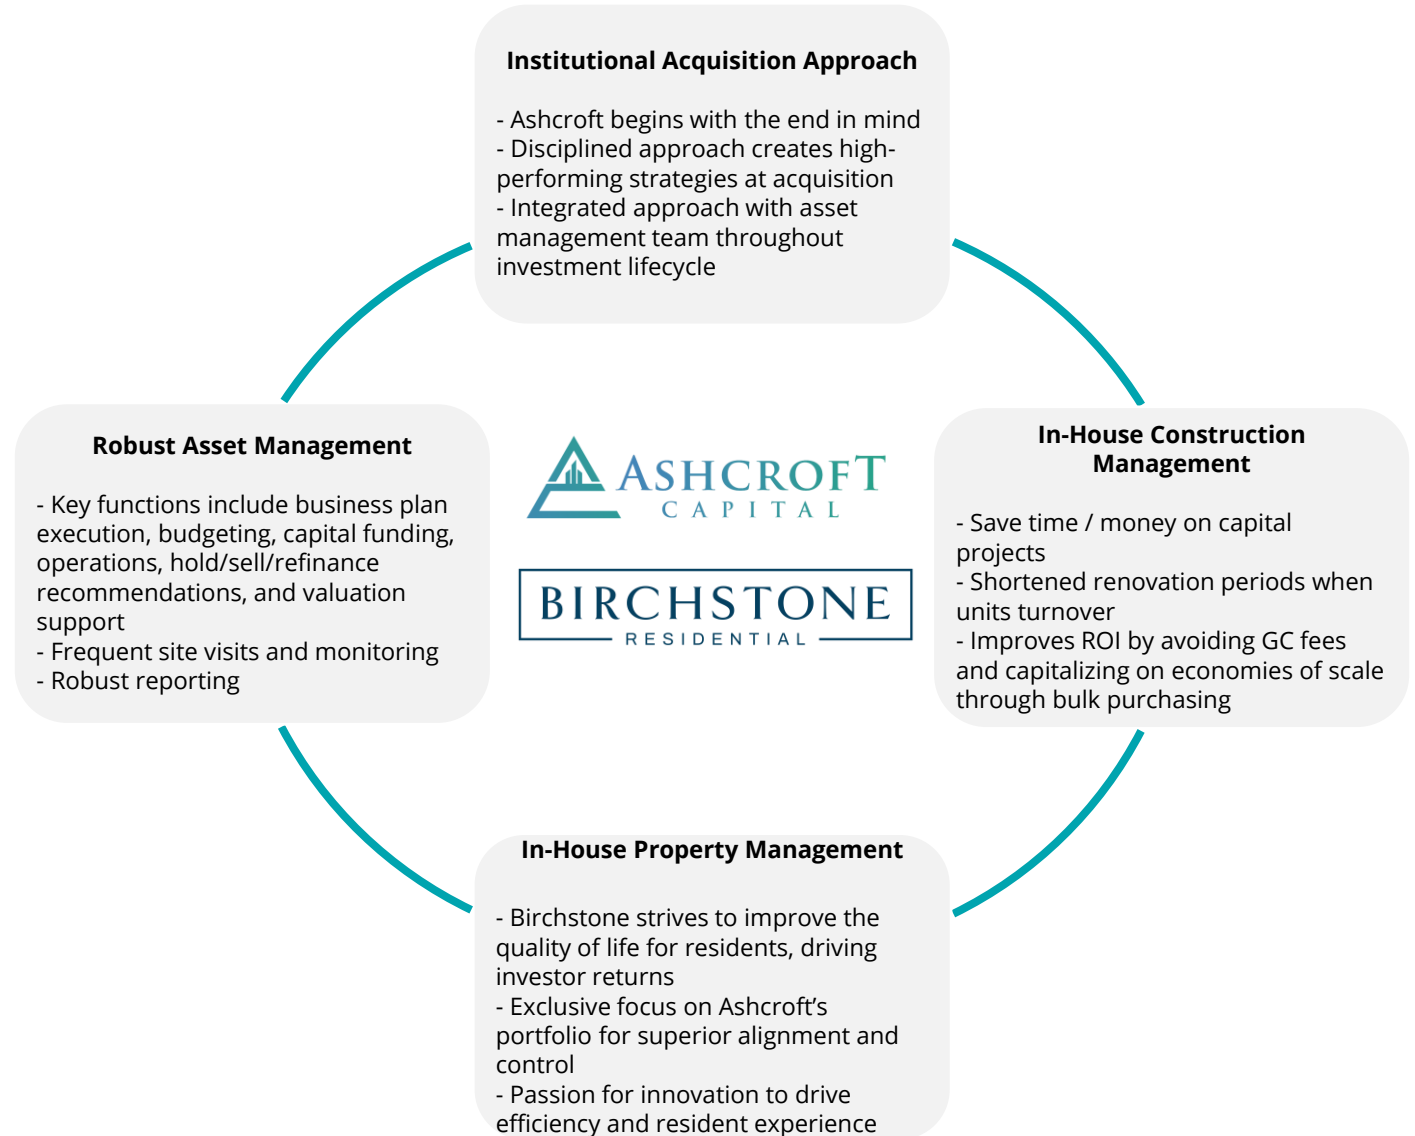 Institutional Acquisition Approach
- Ashcroft begins with the end in mind
- Disciplined approach creates high-
performing strategies at acquisition
- Integrated approach with asset
management team throughout
investment lifecycle
Robust Asset Management
- Key functions include business plan
execution, budgeting, capital funding,
operations, hold/sell/refinance
recommendations, and valuation
support
- Frequent site visits and monitoring
- Robust reporting
ASHCROFT
CAPITAL
BIRCHSTONE
RESIDENTIAL
In-House Construction
Management
- Save time / money on capital
projects
- Shortened renovation periods when
units turnover
- Improves ROI by avoiding GC fees
and capitalizing on economies of scale
through bulk purchasing
In-House Property Management
- Birchstone strives to improve the
quality of life for residents, driving
investor returns
- Exclusive focus on Ashcroft’s
portfolio for superior alignment and
control
- Passion for innovation to drive
efficiency and resident experience